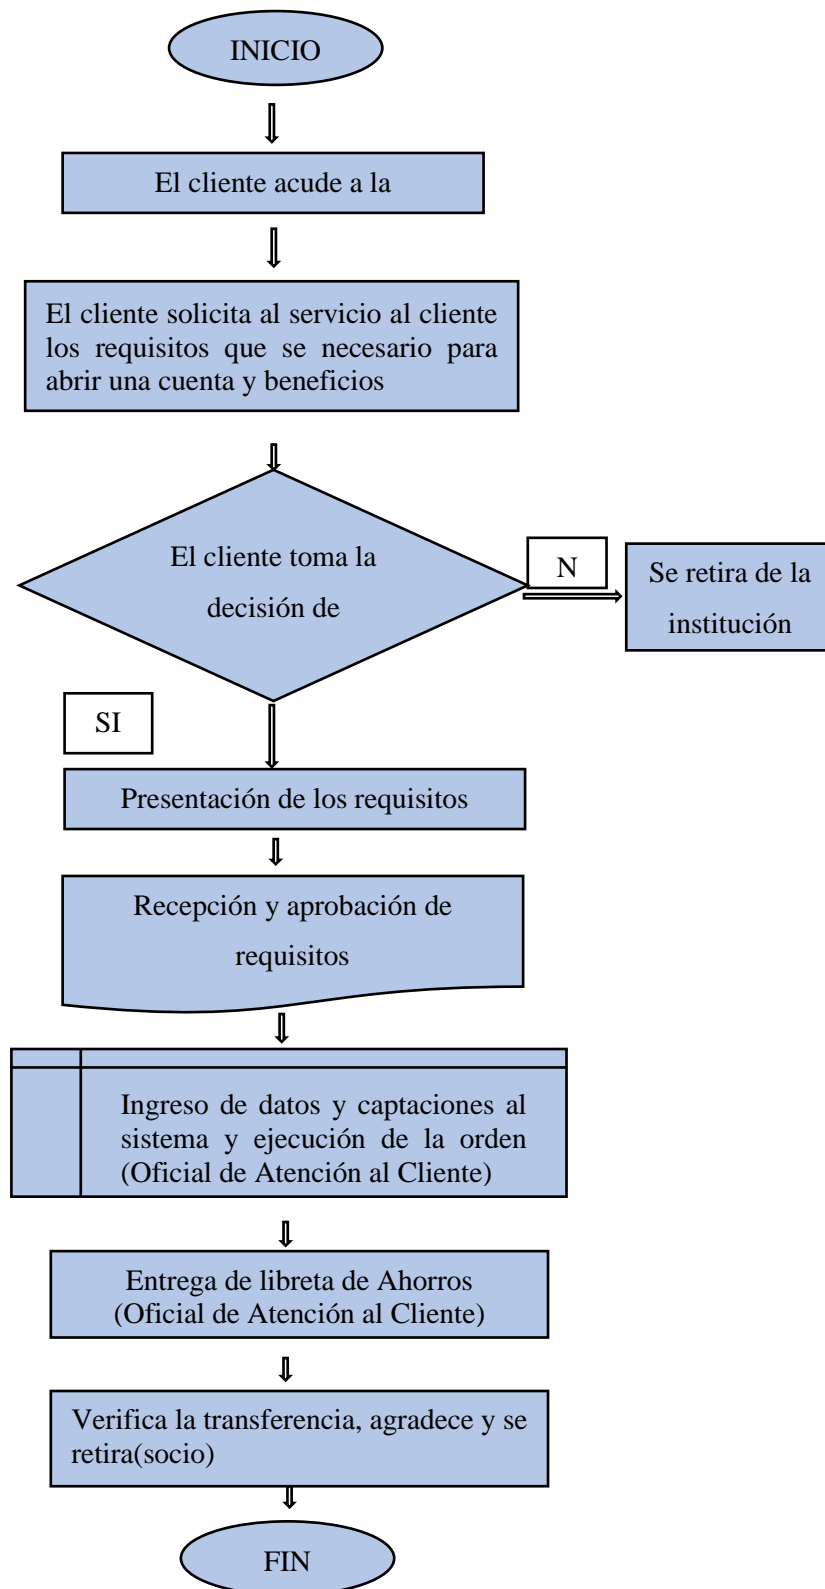 INICIO
El cliente acude a la
El cliente solicita al servicio al cliente
los requisitos que se necesario para
abrir una cuenta y beneficios
El cliente toma la
decisión de
N
Se retira de la
institución
SI
Presentación de los requisitos
Recepción y aprobación de
requisitos
Ingreso de datos y captaciones al
sistema y ejecución de la orden
(Oficial de Atención al Cliente)
Entrega de libreta de Ahorros
(Oficial de Atención al Cliente)
Verifica la transferencia, agradece y se
retira(socio)
FIN